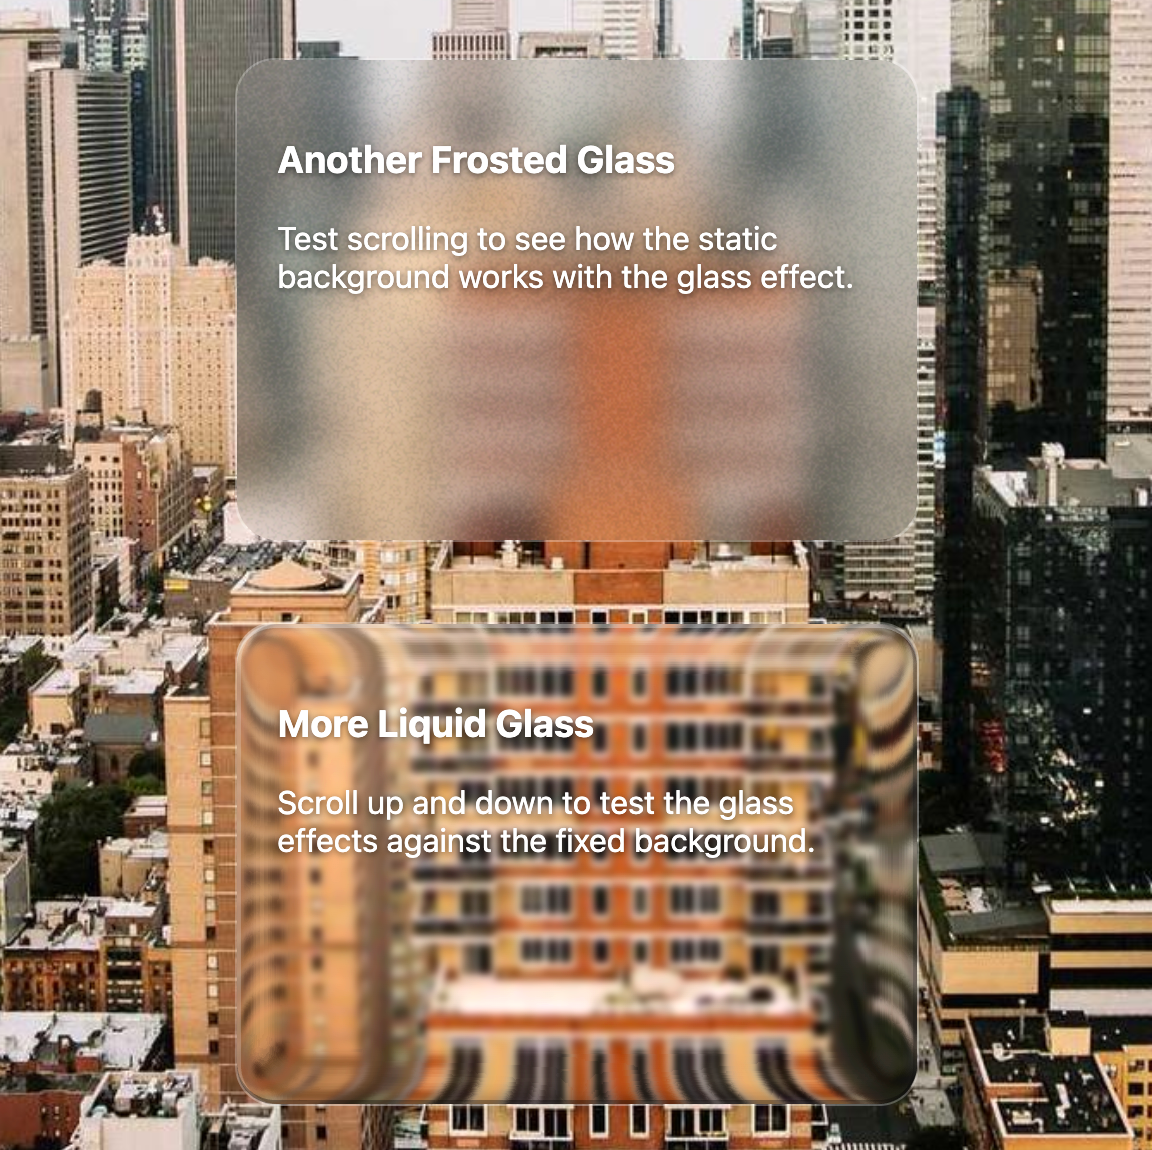 Another Frosted Glass
Test scrolling to see how the static
background works with the glass effect.
More Liquid Glass
Scroll up and down to test the glass
effects against the fixed background.